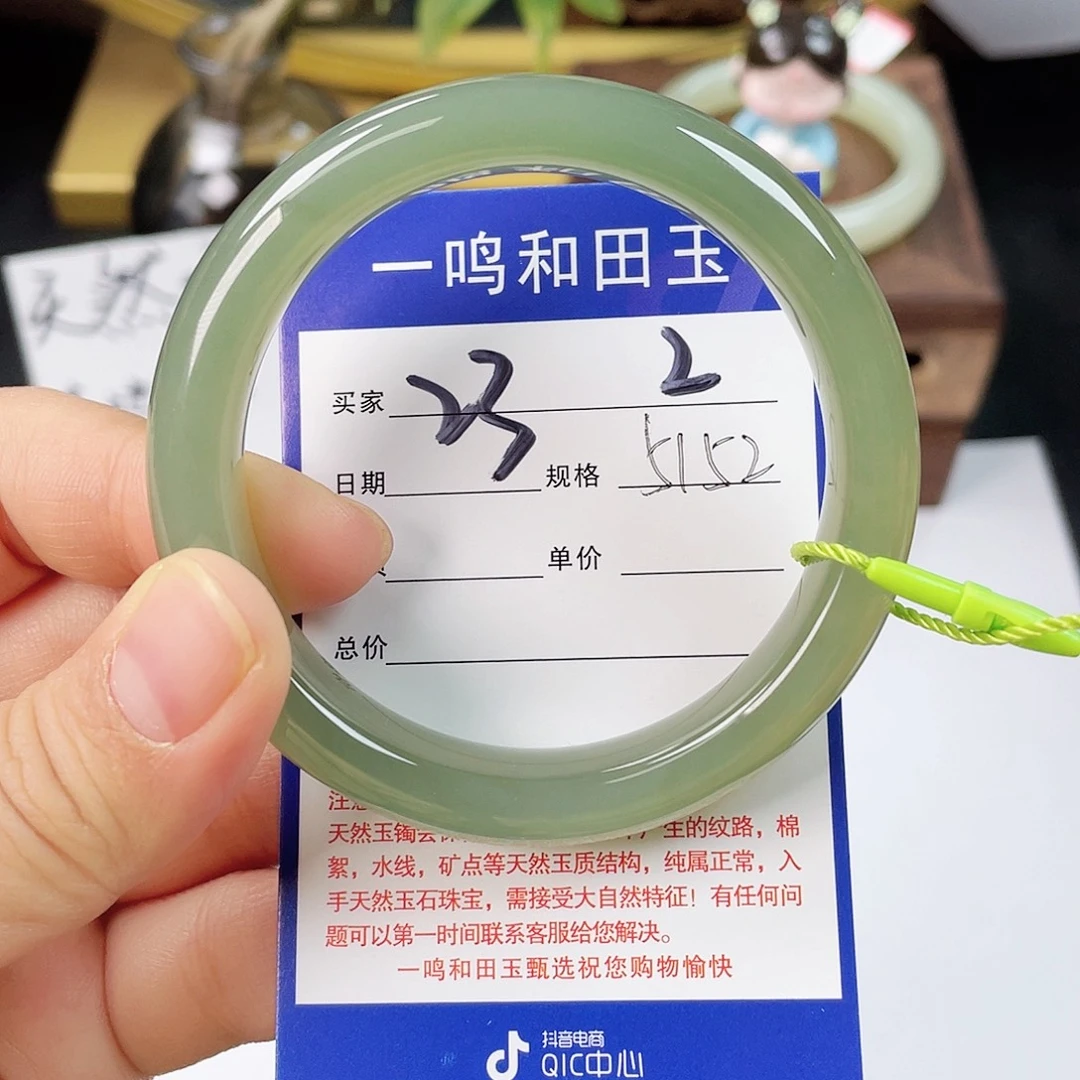 一鸣和田玉
买家 2
日期 规格 5152
单价
总价
天然玉镯 生的纹路，棉
絮，水线，矿点等天然玉质结构，纯属正常，入
手天然玉石珠宝，需接受大自然特征！有任何问
题可以第一时间联系客服给您解决。
一鸣和田玉甄选祝您购物愉快
抖音电商
QIC中心
天然